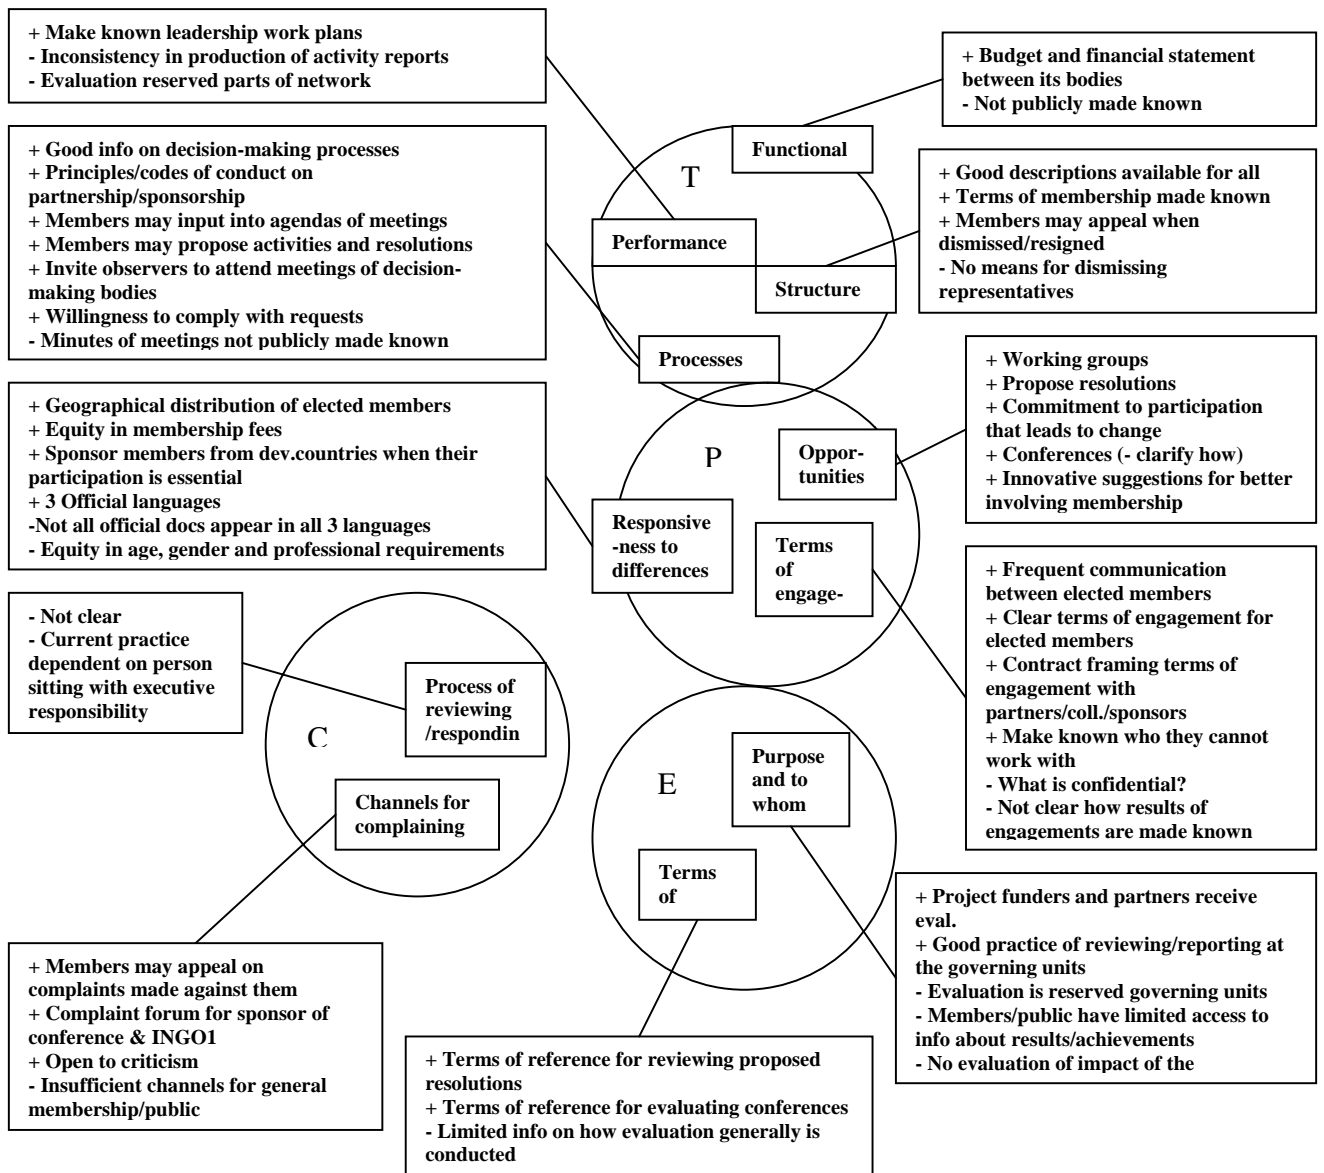 + Make known leadership work plans
- Inconsistency in production of activity reports
- Evaluation reserved parts of network
+ Budget and financial statement
between its bodies
- Not publicly made known
+ Good info on decision-making processes
+ Principles/codes of conduct on
partnership/sponsorship
+ Members may input into agendas of meetings
+ Members may propose activities and resolutions
+ Invite observers to attend meetings of decision-
making bodies
+ Willingness to comply with requests
- Minutes of meetings not publicly made known
T
Functional
Performance
Structure
Processes
+ Good descriptions available for all
+ Terms of membership made known
+ Members may appeal when
dismissed/resigned
- No means for dismissing
representatives
+ Geographical distribution of elected members
+ Equity in membership fees
+ Sponsor members from dev.countries when their
participation is essential
+ 3 Official languages
-Not all official docs appear in all 3 languages
- Equity in age, gender and professional requirements
P
Oppor-
tunities
Responsive
-ness to
differences
Terms
of
engage-
+ Working groups
+ Propose resolutions
+ Commitment to participation
that leads to change
+ Conferences (- clarify how)
+ Innovative suggestions for better
involving membership
+ Frequent communication
between elected members
+ Clear terms of engagement for
elected members
+ Contract framing terms of
engagement with
partners/coll./sponsors
+ Make known who they cannot
work with
- What is confidential?
- Not clear how results of
engagements are made known
- Not clear
- Current practice
dependent on person
sitting with executive
responsibility
C
Process of
reviewing
/respondin
Channels for
complaining
E
Purpose
and to
whom
Terms
of
+ Members may appeal on
complaints made against them
+ Complaint forum for sponsor of
conference & INGO1
+ Open to criticism
- Insufficient channels for general
membership/public
+ Terms of reference for reviewing proposed
resolutions
+ Terms of reference for evaluating conferences
- Limited info on how evaluation generally is
conducted
+ Project funders and partners receive
eval.
+ Good practice of reviewing/reporting at
the governing units
- Evaluation is reserved governing units
- Members/public have limited access to
info about results/achievements
- No evaluation of impact of the